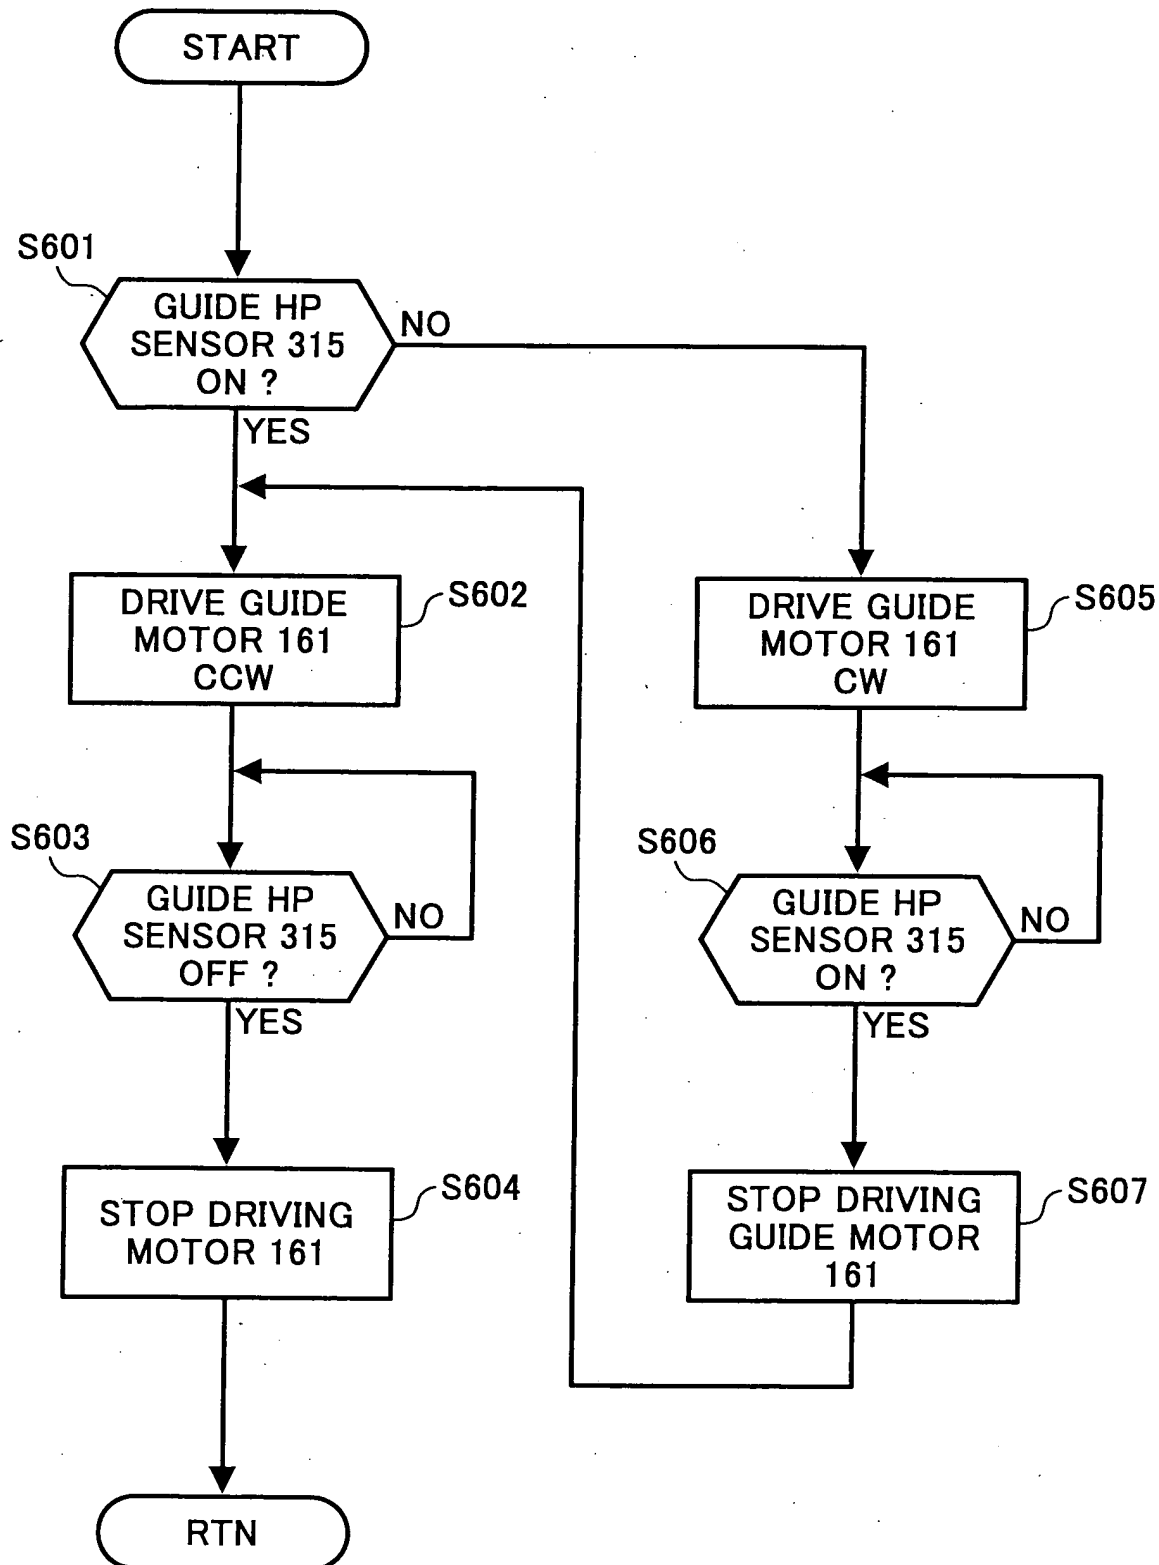 START
S601
GUIDE HP
SENSOR 315
ON ?
NO
YES
DRIVE GUIDE
MOTOR 161
CCW
S602
DRIVE GUIDE
MOTOR 161
CW
S605
S603
GUIDE HP
SENSOR 315
OFF ?
NO
YES
S606
GUIDE HP
SENSOR 315
ON ?
NO
YES
STOP DRIVING
MOTOR 161
S604
STOP DRIVING
GUIDE MOTOR
161
S607
RTN